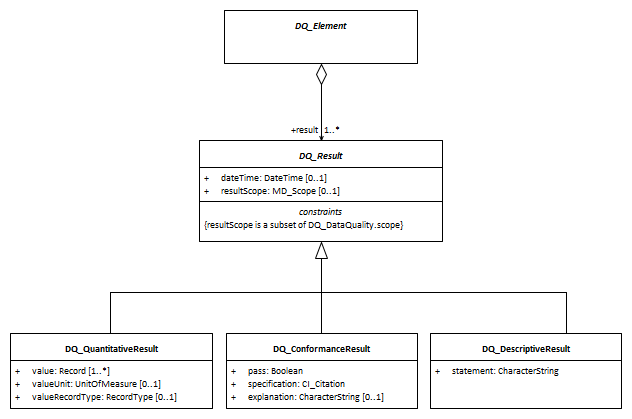 DQ_Element
+result 1..*
DQ_Result
+ dateTime: DateTime [0..1]
+ resultScope: MD_Scope [0..1]
constraints
{resultScope is a subset of DQ_DataQuality.scope}
DQ_QuantitativeResult
+ value: Record [1..*]
+ valueUnit: UnitOfMeasure [0..1]
+ valueRecordType: RecordType [0..1]
DQ_ConformanceResult
+ pass: Boolean
+ specification: CI_Citation
+ explanation: CharacterString [0..1]
DQ_DescriptiveResult
+ statement: CharacterString